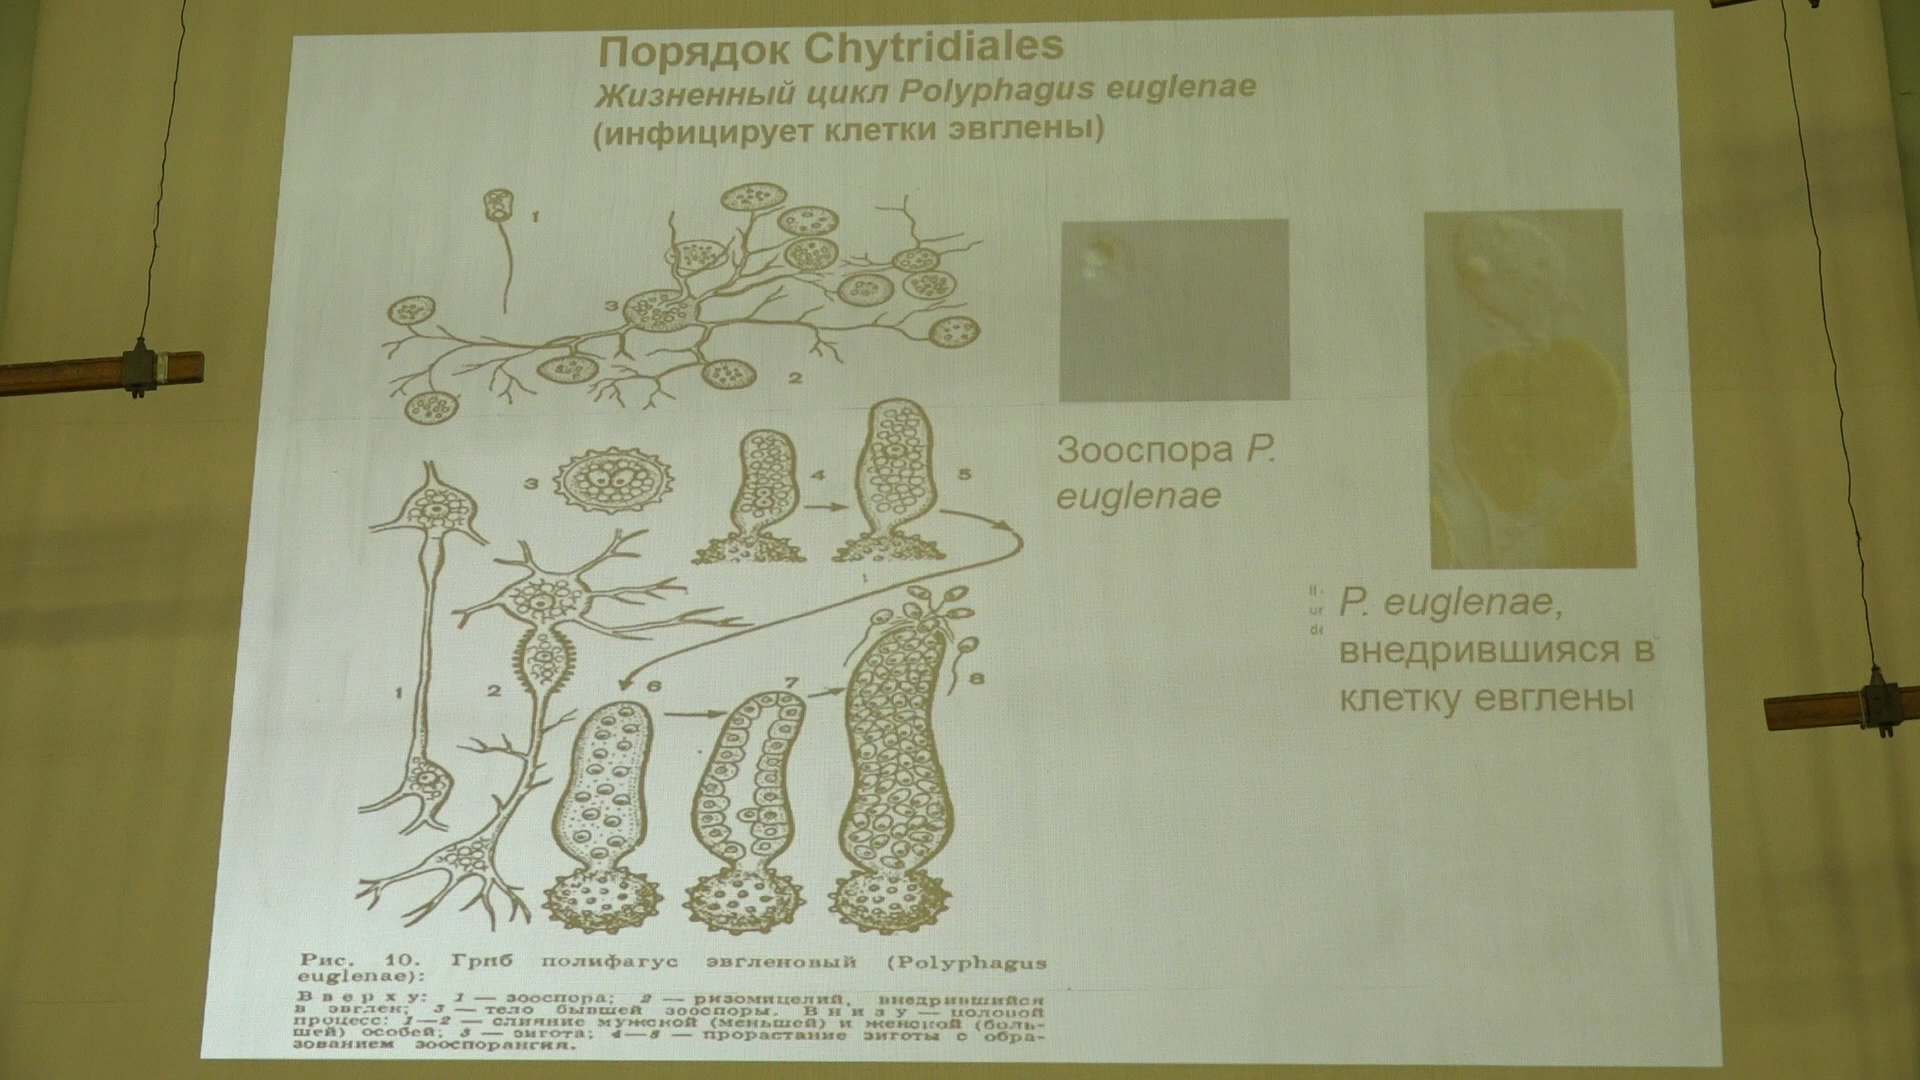 Порядок Chytridiales
Жизненный цикл Polyphagus euglenae
(инфицирует клетки эвглены)
1
3
2
3
4
5
1
2
6
7
8
Зооспора P.
euglenae
P. euglenae,
внедрившияся в
клетку евглены
Рис. 10. Гриб полифагус эвгленовый (Polyphagus
euglenae):
Вверху: 1 — зооспора; 2 — ризомицелий, внедрившийся
в эвглен; 3 — тело бывшей зооспоры. Внизу — половой
процесс: 1—2 — слияние мужской (меньшей) и женской (боль-
шей) особей; 3 — зигота; 4—8 — прорастание зиготы с обра-
зованием зооспорангия.